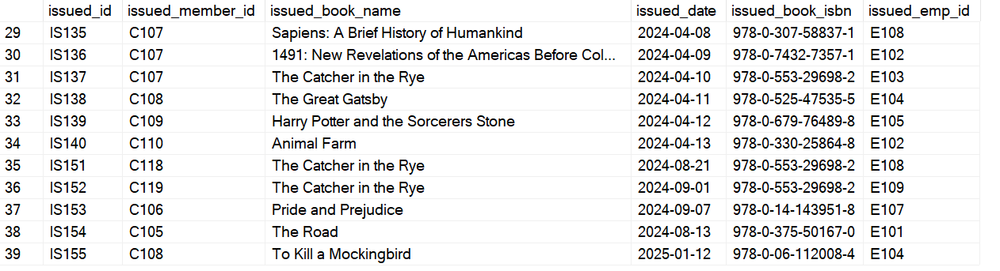 issued_id issued_member_id issued_book_name issued_date issued_book_isbn issued_emp_id
29 IS135 C107 Sapiens: A Brief History of Humankind 2024-04-08 978-0-307-58837-1 E108
30 IS136 C107 1491: New Revelations of the Americas Before Col... 2024-04-09 978-0-7432-7357-1 E102
31 IS137 C107 The Catcher in the Rye 2024-04-10 978-0-553-29698-2 E103
32 IS138 C108 The Great Gatsby 2024-04-11 978-0-525-47535-5 E104
33 IS139 C109 Harry Potter and the Sorcerers Stone 2024-04-12 978-0-679-76489-8 E105
34 IS140 C110 Animal Farm 2024-04-13 978-0-330-25864-8 E102
35 IS151 C118 The Catcher in the Rye 2024-08-21 978-0-553-29698-2 E108
36 IS152 C119 The Catcher in the Rye 2024-09-01 978-0-553-29698-2 E109
37 IS153 C106 Pride and Prejudice 2024-09-07 978-0-14-143951-8 E107
38 IS154 C105 The Road 2024-08-13 978-0-375-50167-0 E101
39 IS155 C108 To Kill a Mockingbird 2025-01-12 978-0-06-112008-4 E104